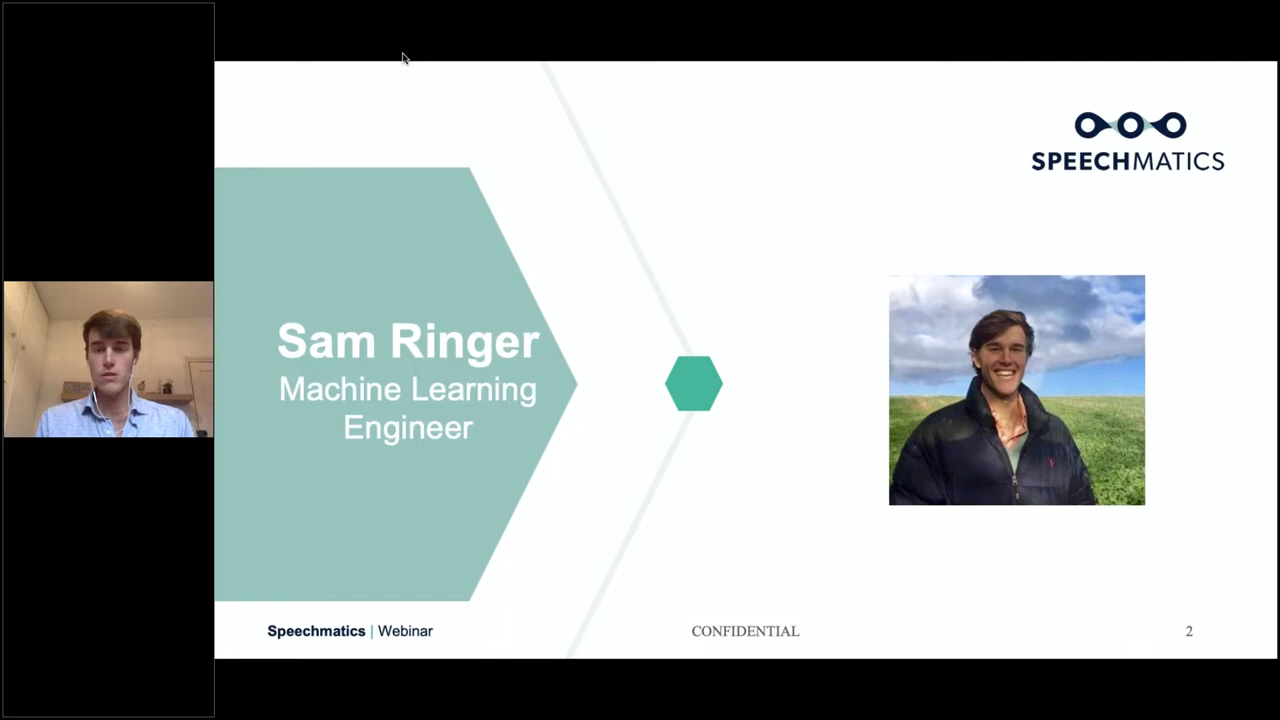 SPEECHMATICS
Sam Ringer
Machine Learning
Engineer
Speechmatics | Webinar
CONFIDENTIAL
2